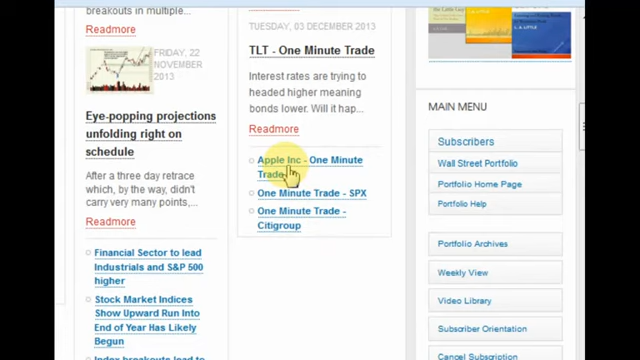 breakouts in multiple...
Readmore
FRIDAY, 22
NOVEMBER
2013
Eye-popping projections
unfolding right on
schedule
After a three day retrace
which, by the way, didn't
carry very many points,...
Readmore
Financial Sector to lead
Industrials and S&P 500
higher
Stock Market Indices
Show Upward Run Into
End of Year Has Likely
Begun
Index breakouts lead to
TUESDAY, 03 DECEMBER 2013
TLT - One Minute Trade
Interest rates are trying to
headed higher meaning
bonds lower. Will it hap...
Readmore
Apple Inc - One Minute
Trade
One Minute Trade - SPX
One Minute Trade -
Citigroup
MAIN MENU
Subscribers
Wall Street Portfolio
Portfolio Home Page
Portfolio Help
Portfolio Archives
Weekly View
Video Library
Subscriber Orientation
Cancel Subscription